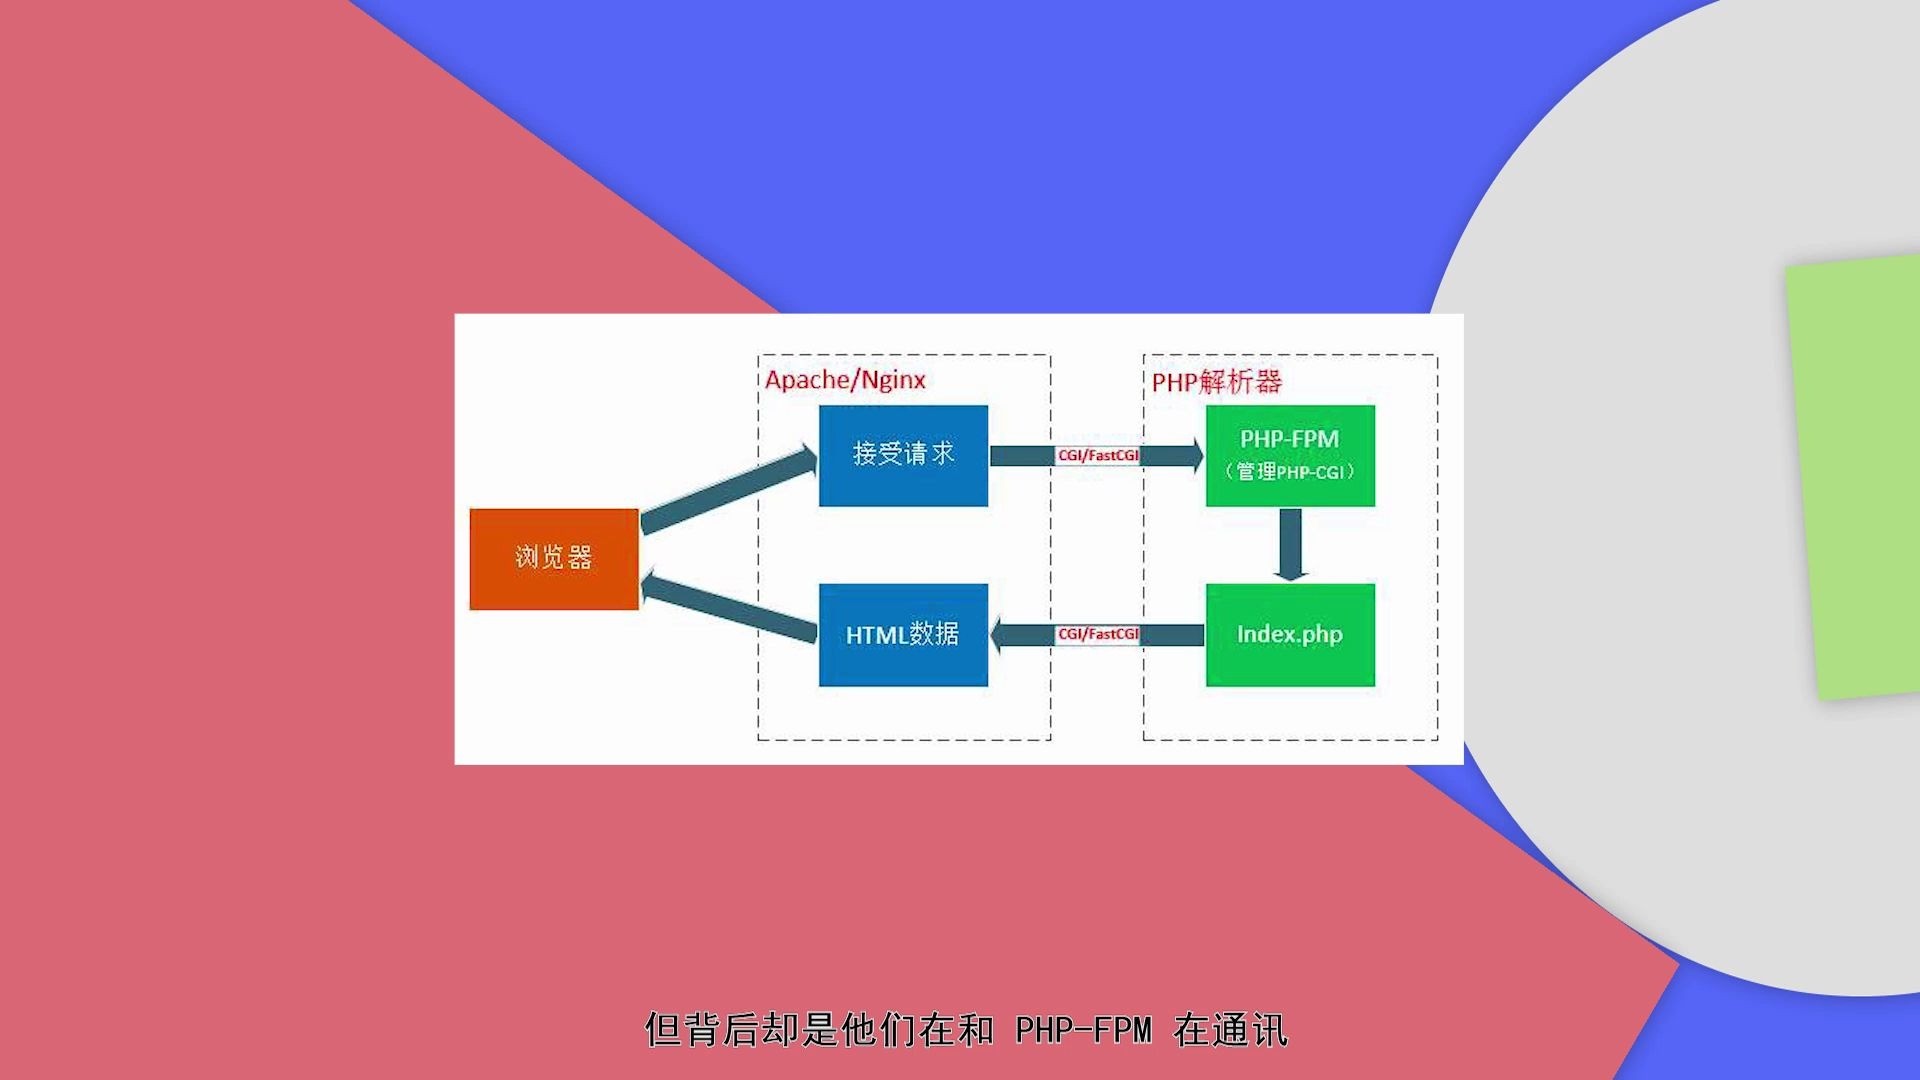 Apache/Nginx
接受请求
CGI/FastCGI
PHP解析器
PHP-FPM
（管理PHP-CGI）
浏览器
HTML数据
CGI/FastCGI
Index.php
但背后却是他们在和 PHP-FPM 在通讯